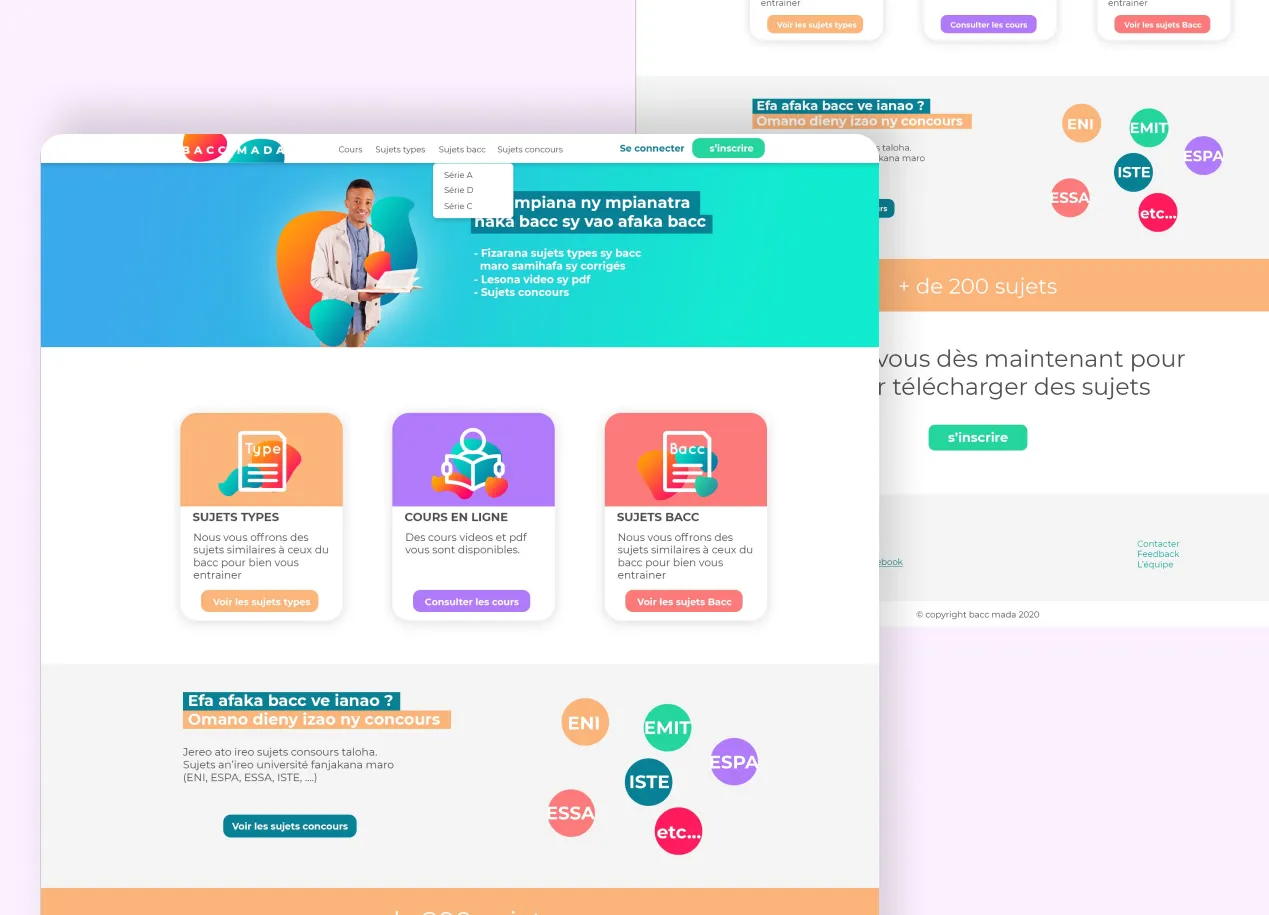 entrainer
entrainer
Voir les sujets types
Consulter les cours
Voir les sujets Bacc
Efa afaka bacc ve ianao ?
Omano dieny izao ny concours
taloha.
maro
ENI
EMIT
ESPA
ISTE
ESSA
etc...
+ de 200 sujets
vous dès maintenant pour
télécharger des sujets
s'inscrire
Contacter
Feedback
L'équipe
© copyright bacc mada 2020
BACC MADA
Cours
Sujets types
Sujets bacc
Sujets concours
Se connecter
s'inscrire
Série A
Série D
Série C
ny mpianatra
naka bacc sy vao afaka bacc
- Fizarana sujets types sy bacc
maro samihafa sy corrigés
- Lesona video sy pdf
- Sujets concours
Type
SUJETS TYPES
Nous vous offrons des
sujets similaires à ceux du
bacc pour bien vous
entrainer
Voir les sujets types
COURS EN LIGNE
Des cours videos et pdf
vous sont disponibles.
Consulter les cours
Bacc
SUJETS BACC
Nous vous offrons des
sujets similaires à ceux du
bacc pour bien vous
entrainer
Voir les sujets Bacc
Efa afaka bacc ve ianao ?
Omano dieny izao ny concours
Jereo ato ireo sujets consours taloha.
Sujets an'ireo université fanjakana maro
(ENI, ESPA, ESSA, ISTE, ....)
Voir les sujets concours
ENI
EMIT
ESPA
ISTE
ESSA
etc...